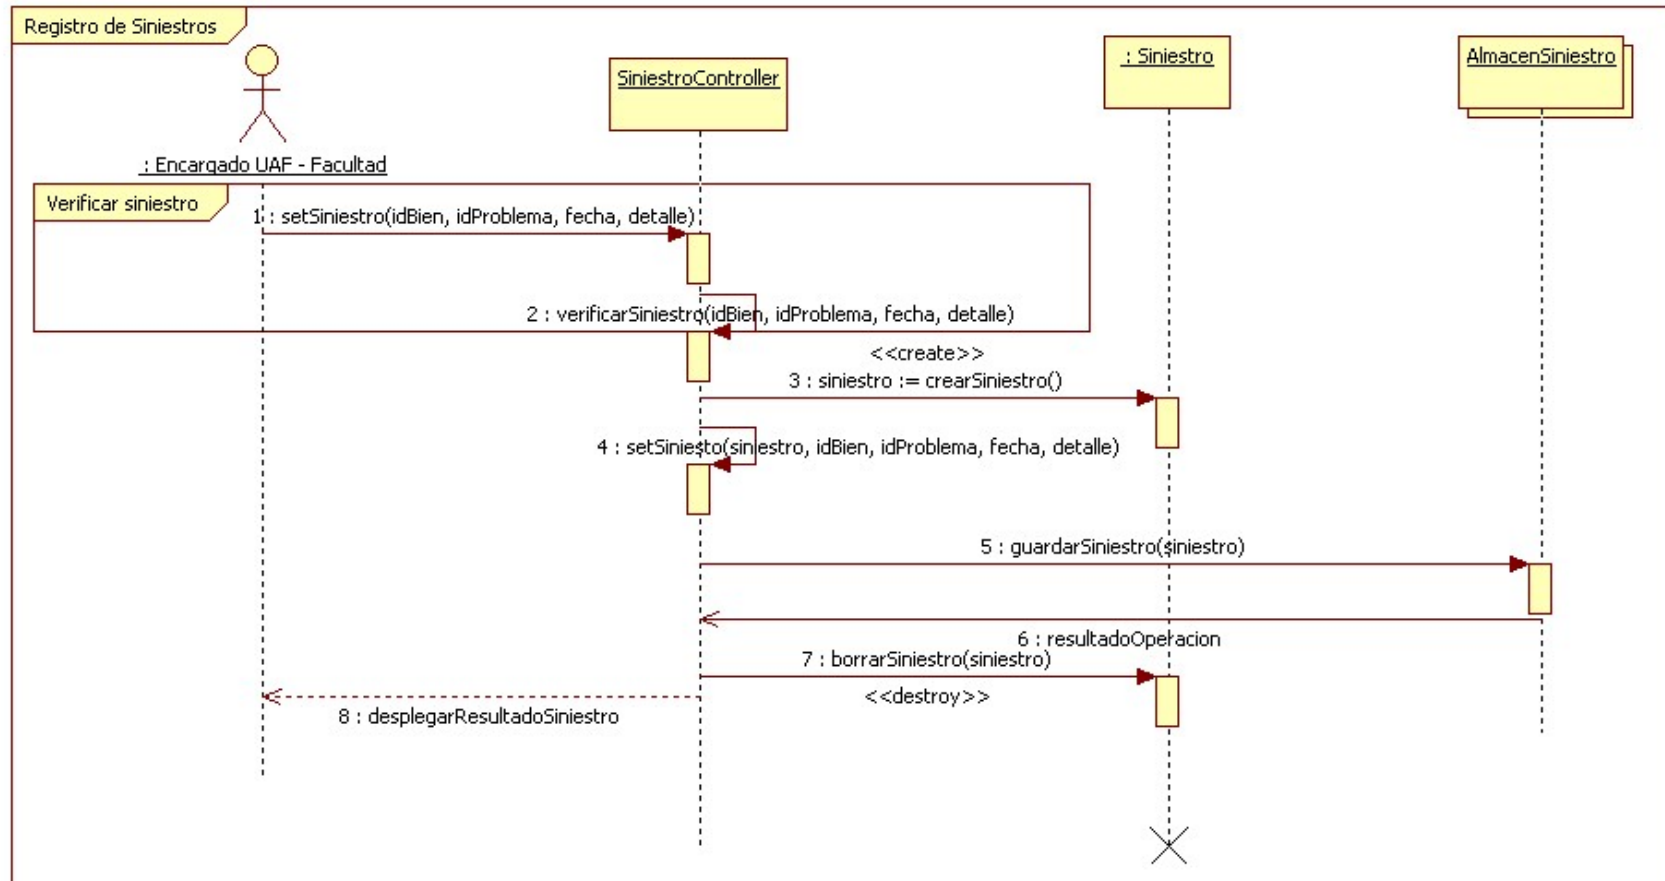 Registro de Siniestros
: Encargado UAF - Facultad
SiniestroController
: Siniestro
AlmacenSiniestro
Verificar siniestro
1 : setSiniestro(idBien, idProblema, fecha, detalle)
2 : verificarSiniestro(idBien, idProblema, fecha, detalle)
<<create>>
3 : siniestro := crearSiniestro()
4 : setSiniesto(siniestro, idBien, idProblema, fecha, detalle)
5 : guardarSiniestro(siniestro)
6 : resultadoOperacion
7 : borrarSiniestro(siniestro)
<<destroy>>
8 : desplegarResultadoSiniestro